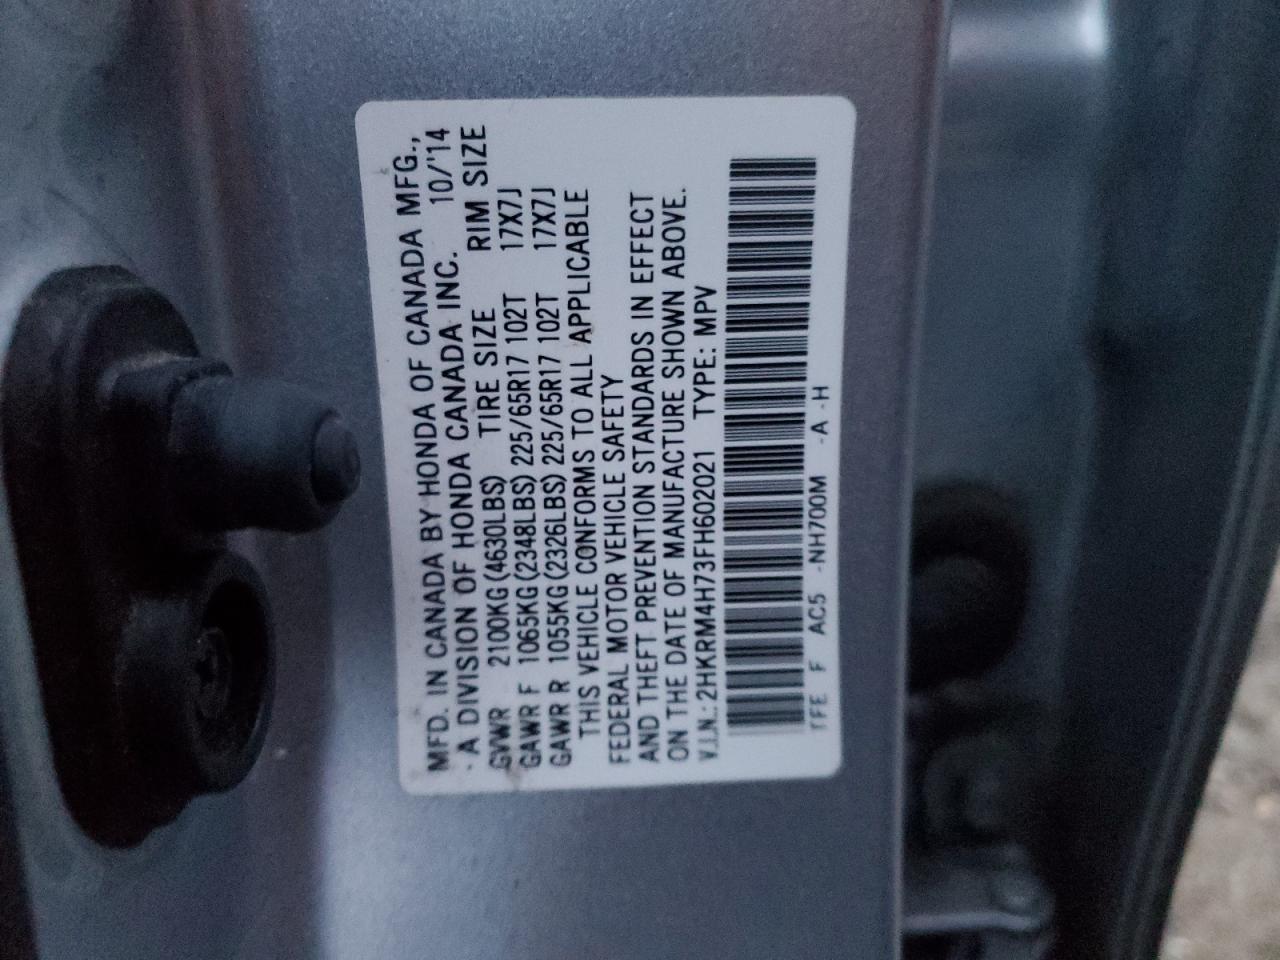 MFD. IN CANADA BY HONDA OF CANADA MFG.,
- A DIVISION OF HONDA CANADA INC. 10/'14
GVWR 2100KG(4630LBS) TIRE SIZE RIM SIZE
GAWR F 1065KG(2348LBS) 225/65R17 102T 17X7J
GAWR R 1055KG(2326LBS) 225/65R17 102T 17X7J
THIS VEHICLE CONFORMS TO ALL APPLICABLE
FEDERAL MOTOR VEHICLE SAFETY
AND THEFT PREVENTION STANDARDS IN EFFECT
ON THE DATE OF MANUFACTURE SHOWN ABOVE.
V.I.N.: 2HKRM4H73FH602021 TYPE: MPV
TFE F AC5 -NH700M -A -H